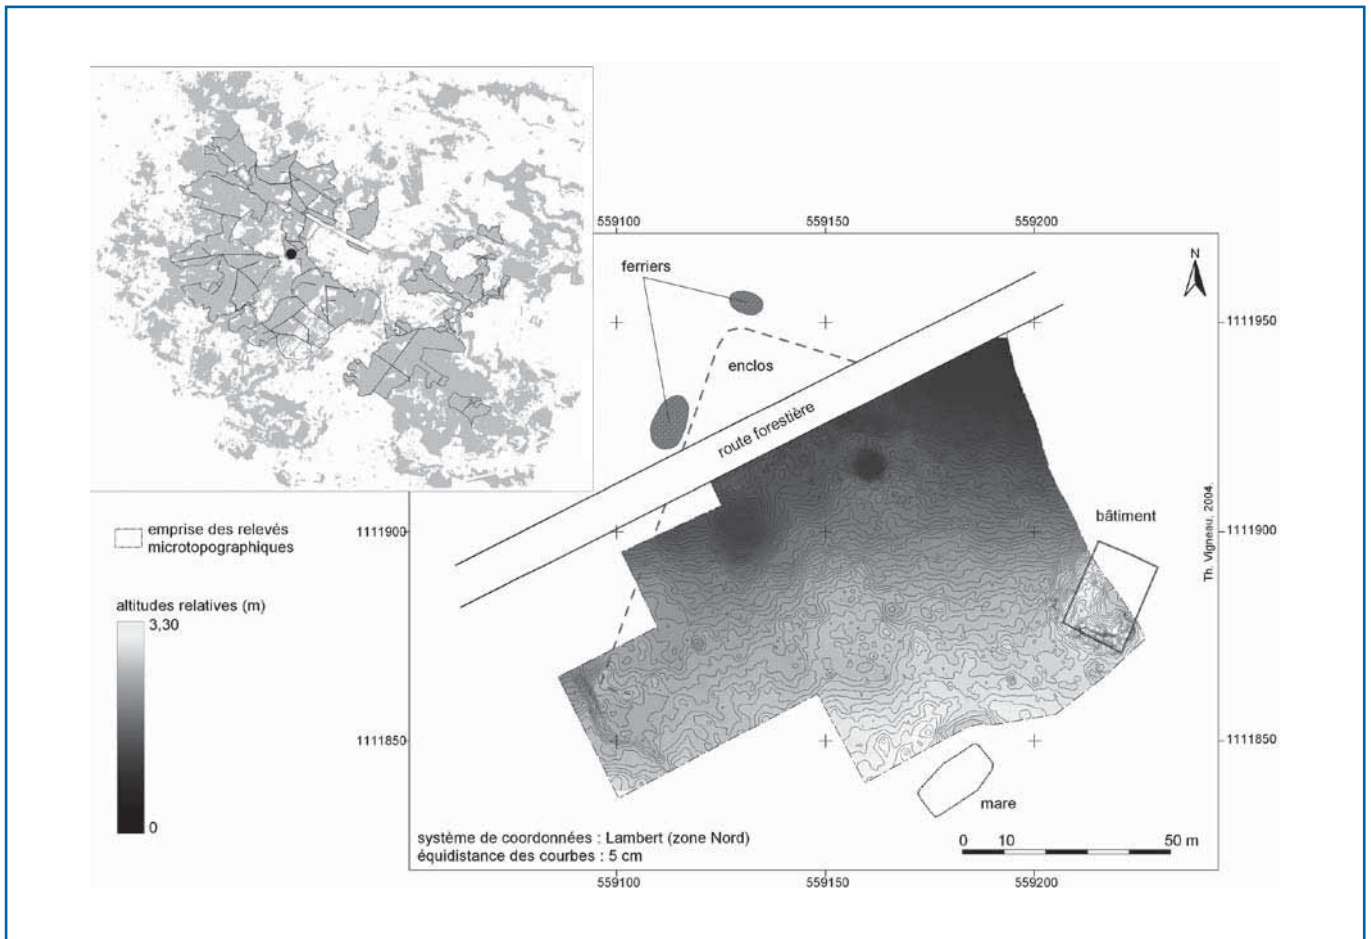 559100
559150
559200
ferriers
N
1111950
enclos
route forestière
bâtiment
1111900
1111900
Th. Vigneau, 2004.
emprise des relevés
microtopographiques
altitudes relatives (m)
3,30
0
1111850
1111850
mare
système de coordonnées : Lambert (zone Nord)
équidistance des courbes : 5 cm
0 10 50 m
559100
559150
559200